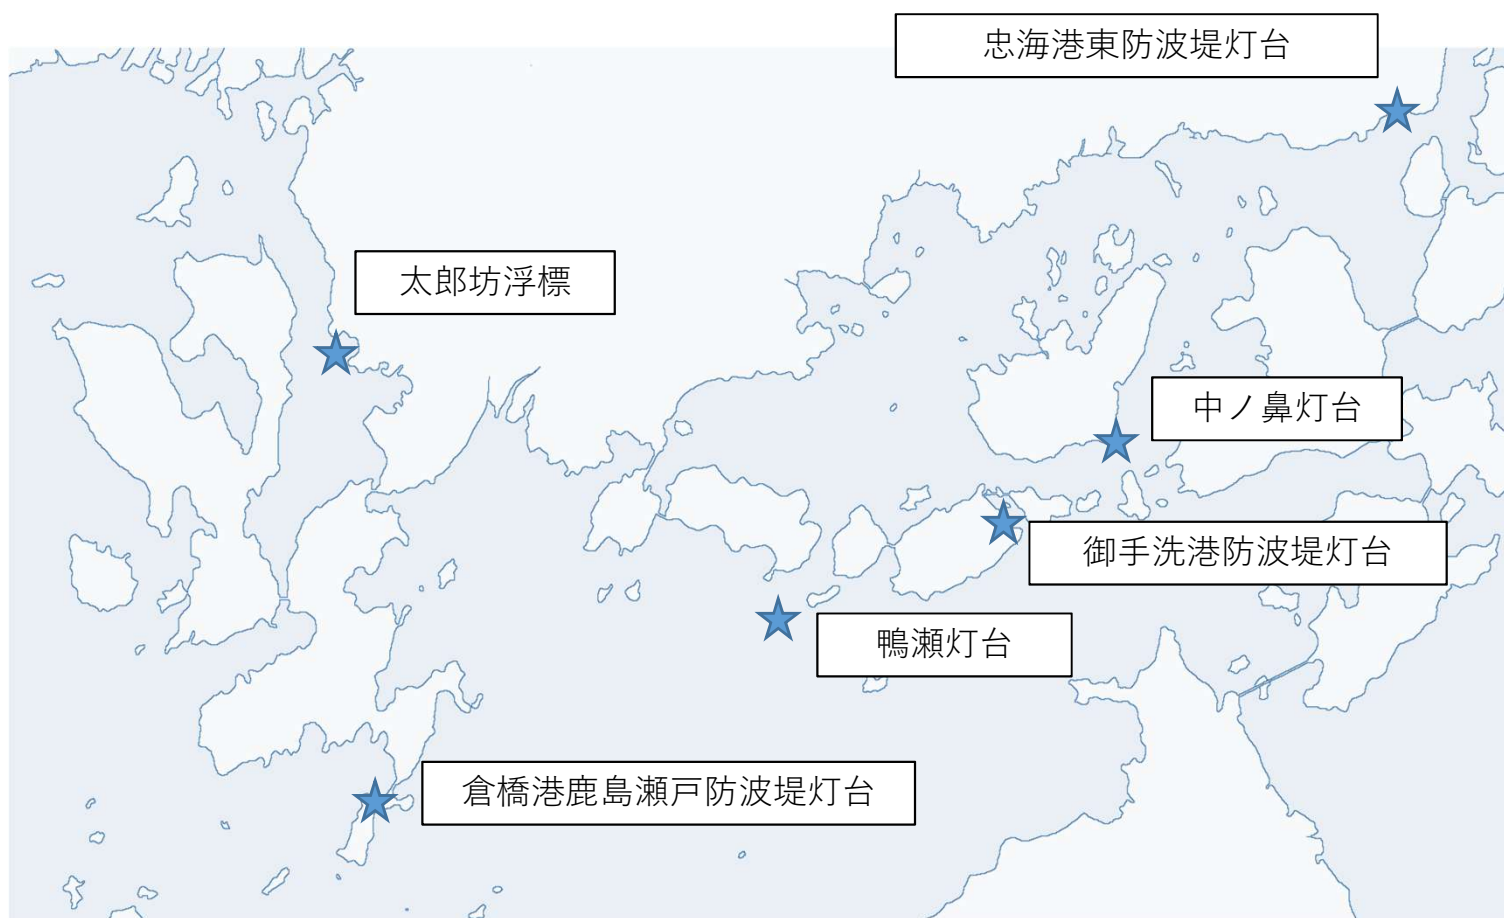 忠海港東防波堤灯台
太郎坊浮標
中ノ鼻灯台
御手洗港防波堤灯台
鴨瀬灯台
倉橋港鹿島瀬戸防波堤灯台